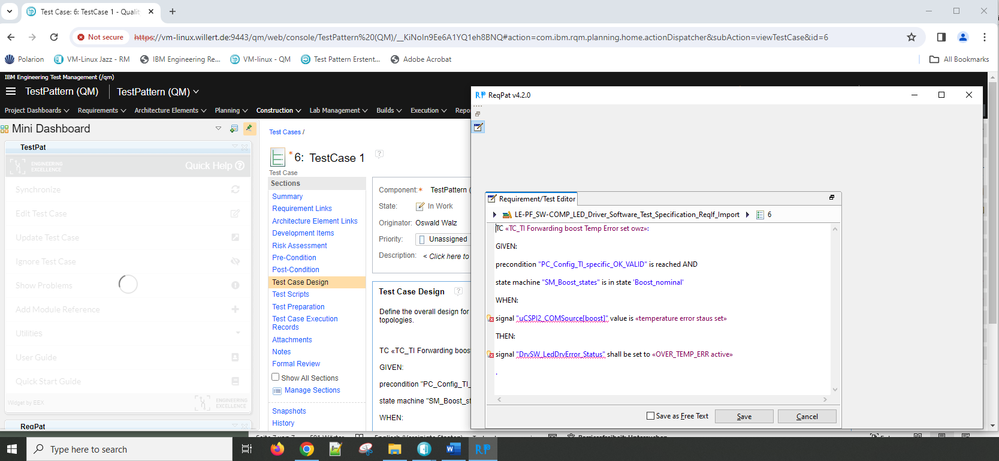 Test Case: 6: TestCase 1 - Qualit
Not secure
https://vm-linux.willert.de:9443/qm/web/console/TestPattern%20(QM)/__KiNoIn9Ee6A1YQ1eh8BNQ#action=com.ibm.rqm.planning.home.actionDispatcher&subAction=viewTestCase&id=6
Polarion
VM-Linux Jazz - RM
IBM Engineering Re...
VM-linux - QM
Test Pattern Erstent...
Adobe Acrobat
All Bookmarks
IBM Engineering Test Management (/qm)
TestPattern (QM)
TestPattern (QM)
Project Dashboards
Requirements
Architecture Elements
Planning
Construction
Lab Management
Builds
Execution
Repo
Mini Dashboard
TestPat
ENGINEERING
EXCELLENCE
Quick Help
Synchronize
Edit Test Case
Update Test Case
Ignore Test Case
Show Problems
Add Module Reference
Utilities
User Guide
Quick Start Guide
Widget by EEX
ENGINEERING
EXCELLENCE
ReqPat
Test Cases /
*6: TestCase 1
Test Case
Sections
Summary
Requirement Links
Architecture Element Links
Development Items
Risk Assessment
Pre-Condition
Post-Condition
Test Case Design
Test Scripts
Test Preparation
Test Case Execution
Records
Attachments
Notes
Formal Review
Show All Sections
Manage Sections
Snapshots
History
Component:* TestPattern (
State: In Work
Originator: Oswald Walz
Priority: Unassigned
Description: < Click here to
Test Case Design
Define the overall design for
topologies.
TC «TC_TI Forwarding boos
GIVEN:
precondition "PC_Config_TI_
state machine "SM_Boost_st
WHEN:
ReqPat v4.2.0
Requirement/Test Editor
LE-PF_SW-COMP_LED_Driver_Software_Test_Specification_ReqIf_Import
6
TC «TC_TI Forwarding boost Temp Error set owz»:
GIVEN:
precondition "PC_Config_TI_specific_OK_VALID" is reached AND
state machine "SM_Boost_states" is in state 'Boost_nominal'
WHEN:
signal "uCSPI2_COMSource[boost]" value is «temperature error staus set»
THEN:
signal "DrvSW_LedDrvError_Status" shall be set to «OVER_TEMP_ERR active»
.
Save as Free Text
Save
Cancel
Type here to search